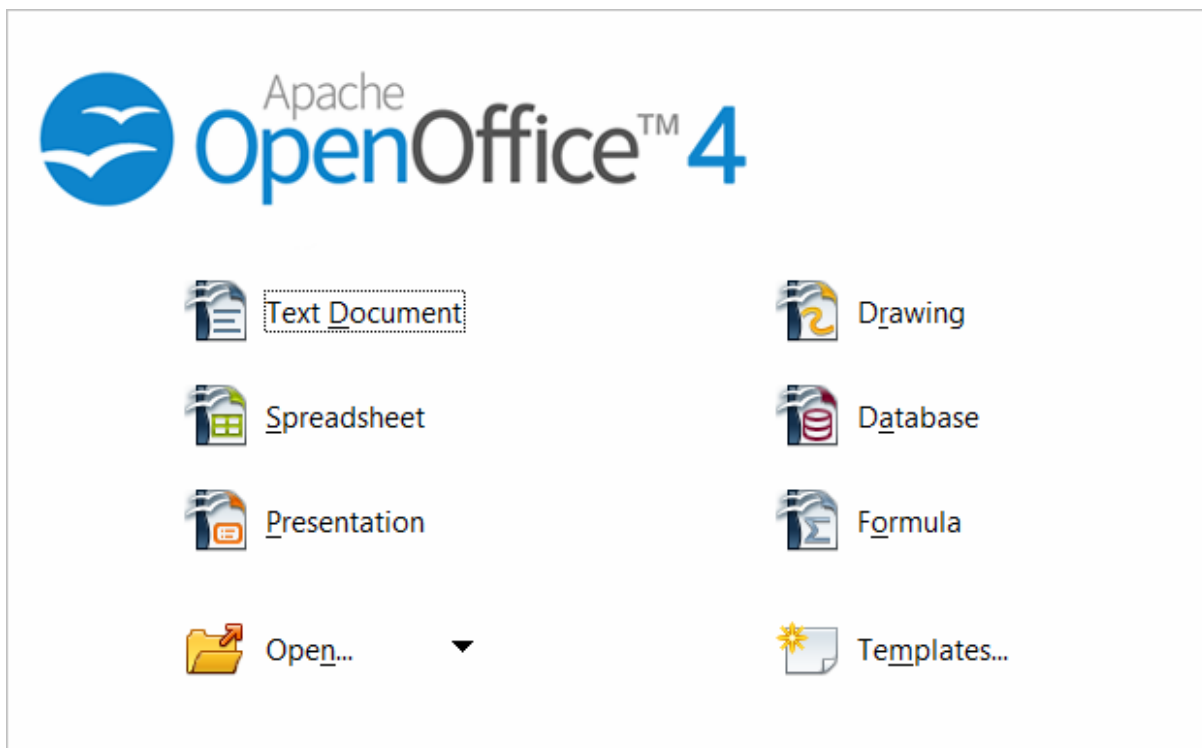 Apache
OpenOffice™ 4
Text Document
Drawing
Spreadsheet
Database
Presentation
Formula
Open...
Templates...